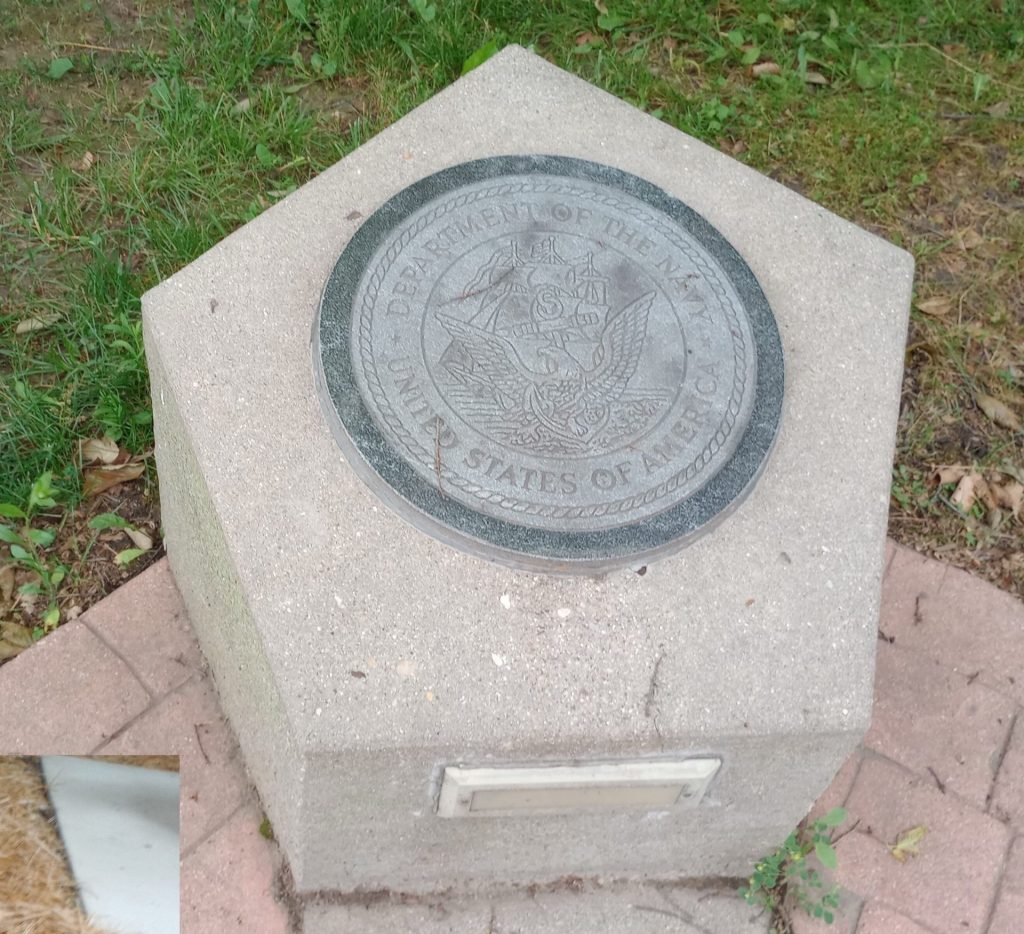 DEPARTMENT OF THE NAVY
UNITED STATES OF AMERICA